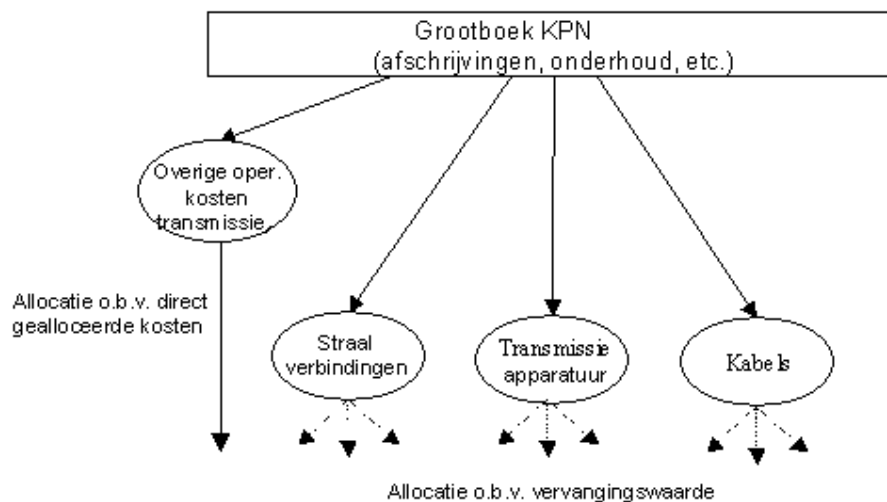 Grootboek KPN
(afschrijvingen, onderhoud, etc.)
Overige oper.
kosten
transmissie
Allocatie o.b.v. direct
gealloceerde kosten
Straal
verbindingen
Transmissie
apparatuur
Kabels
Allocatie o.b.v. vervangingswaarde